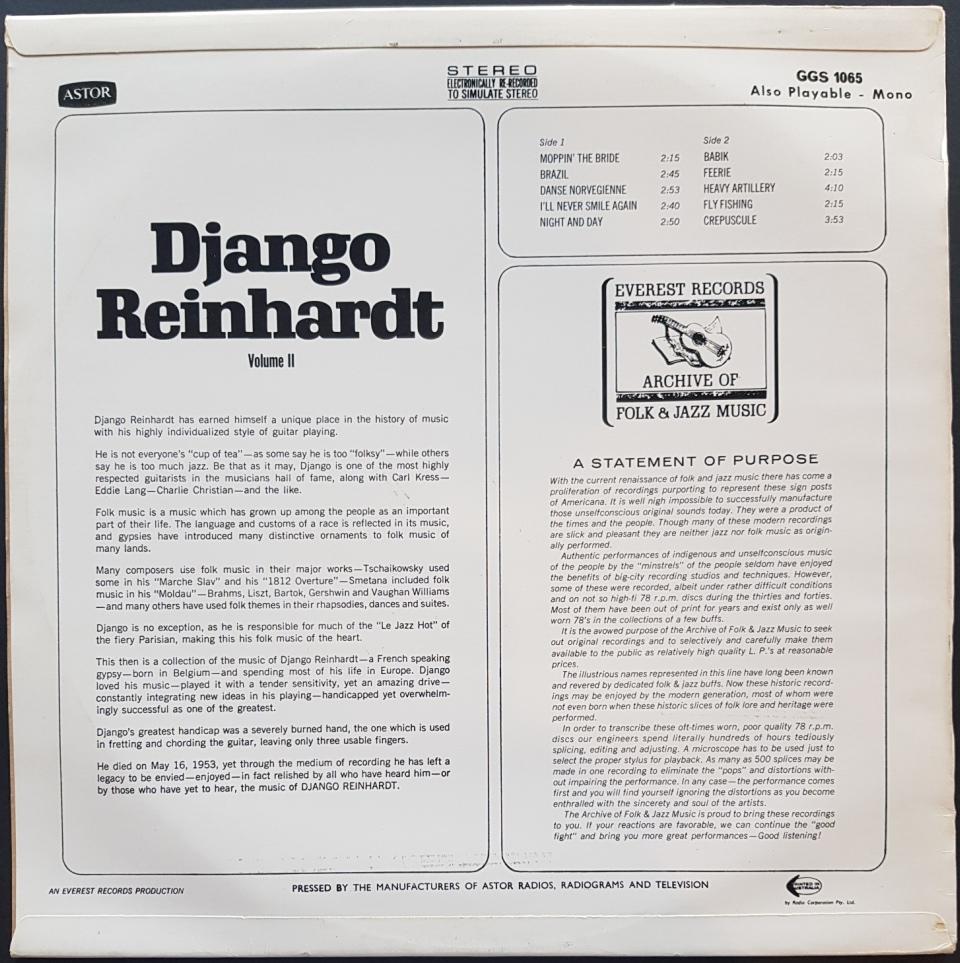 ASTOR
STEREO
ELECTRONICALLY RE-RECORDED
TO SIMULATE STEREO
GGS 1065
Also Playable - Mono
Django
Reinhardt
Volume II
Django Reinhardt has earned himself a unique place in the history of music
with his highly individualized style of guitar playing.
He is not everyone's "cup of tea"—as some say he is too "folksy"—while others
say he is too much jazz. Be that as it may, Django is one of the most highly
respected guitarists in the musicians hall of fame, along with Carl Kress—
Eddie Lang—Charlie Christian—and the like.
Folk music is a music which has grown up among the people as an important
part of their life. The language and customs of a race is reflected in its music,
and gypsies have introduced many distinctive ornaments to folk music of
many lands.
Many composers use folk music in their major works—Tschaikowsky used
some in his "Marche Slav" and his "1812 Overture"—Smetana included folk
music in his "Moldau"—Brahms, Liszt, Bartok, Gershwin and Vaughan Williams
—and many others have used folk themes in their rhapsodies, dances and suites.
Django is no exception, as he is responsible for much of the "Le Jazz Hot" of
the fiery Parisian, making this his folk music of the heart.
This then is a collection of the music of Django Reinhardt—a French speaking
gypsy—born in Belgium—and spending most of his life in Europe. Django
loved his music—played it with a tender sensitivity, yet an amazing drive—
constantly integrating new ideas in his playing—handicapped yet overwhelm-
ingly successful as one of the greatest.
Django's greatest handicap was a severely burned hand, the one which is used
in fretting and chording the guitar, leaving only three usable fingers.
He died on May 16, 1953, yet through the medium of recording he has left a
legacy to be envied—enjoyed—in fact relished by all who have heard him—or
by those who have yet to hear, the music of DJANGO REINHARDT.
Side 1
MOPPIN' THE BRIDE 2:15
BRAZIL 2:45
DANSE NORVEGIENNE 2:53
I'LL NEVER SMILE AGAIN 2:40
NIGHT AND DAY 2:50
Side 2
BABIK 2:03
FEERIE 2:15
HEAVY ARTILLERY 4:10
FLY FISHING 2:15
CREPUSCULE 3:53
EVEREST RECORDS
ARCHIVE OF
FOLK & JAZZ MUSIC
A STATEMENT OF PURPOSE
With the current renaissance of folk and jazz music there has come a
proliferation of recordings purporting to represent these sign posts
of Americana. It is well nigh impossible to successfully manufacture
those unselfconscious original sounds today. They were a product of
the times and the people. Though many of these modern recordings
are slick and pleasant they are neither jazz nor folk music as origin-
ally performed.
Authentic performances of indigenous and unselfconscious music
of the people by the "minstrels" of the people seldom have enjoyed
the benefits of big-city recording studios and techniques. However,
some of these were recorded, albeit under rather difficult conditions
and on not so high-fi 78 r.p.m. discs during the thirties and forties.
Most of them have been out of print for years and exist only as well
worn 78's in the collections of a few buffs.
It is the avowed purpose of the Archive of Folk & Jazz Music to seek
out original recordings and to selectively and carefully make them
available to the public as relatively high quality L. P.'s at reasonable
prices.
The illustrious names represented in this line have long been known
and revered by dedicated folk & jazz buffs. Now these historic record-
ings may be enjoyed by the modern generation, most of whom were
not even born when these historic slices of folk lore and heritage were
performed.
In order to transcribe these oft-times worn, poor quality 78 r.p.m.
discs our engineers spend literally hundreds of hours tediously
splicing, editing and adjusting. A microscope has to be used just to
select the proper stylus for playback. As many as 500 splices may be
made in one recording to eliminate the "pops" and distortions with-
out impairing the performance. In any case—the performance comes
first and you will find yourself ignoring the distortions as you become
enthralled with the sincerety and soul of the artists.
The Archive of Folk & Jazz Music is proud to bring these recordings
to you. If your reactions are favorable, we can continue the "good
fight" and bring you more great performances—Good listening!
AN EVEREST RECORDS PRODUCTION
PRESSED BY THE MANUFACTURERS OF ASTOR RADIOS, RADIOGRAMS AND TELEVISION
PRINTED IN
AUSTRALIA
by Radio Corporation Pty. Ltd.